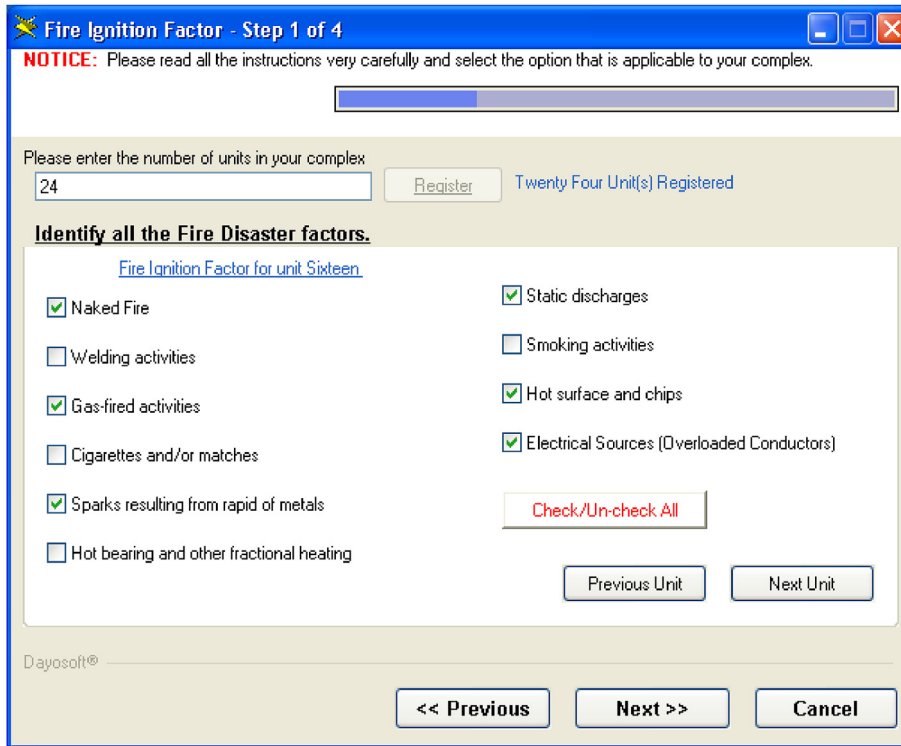 Fire Ignition Factor - Step 1 of 4
NOTICE: Please read all the instructions very carefully and select the option that is applicable to your complex.
Please enter the number of units in your complex
24
Register
Twenty Four Unit(s) Registered
Identify all the Fire Disaster factors.
Fire Ignition Factor for unit Sixteen
Naked Fire
Welding activities
Gas-fired activities
Cigarettes and/or matches
Sparks resulting from rapid of metals
Hot bearing and other fractional heating
Static discharges
Smoking activities
Hot surface and chips
Electrical Sources (Overloaded Conductors)
Check/Un-check All
Previous Unit
Next Unit
Dayosoft®
<< Previous
Next >>
Cancel